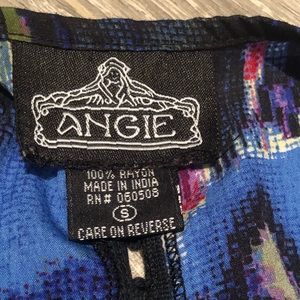 ANGIE
100% RAYON
MADE IN INDIA
RN# 060508
S
CARE ON REVERSE